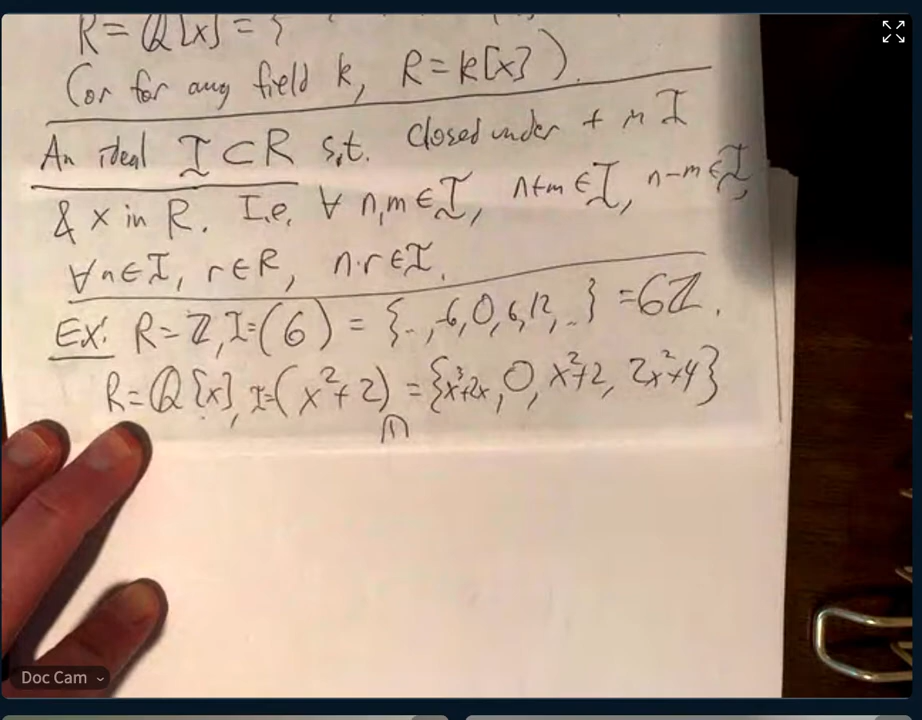 R = Q[x] = {
(or for any field k, R = k[x]).
An ideal I ⊂ R s.t. closed under + in I
& × in R. I.e. ∀ n,m ∈ I, n+m ∈ I, n-m ∈ I,
∀ n ∈ I, r ∈ R, n·r ∈ I.
Ex: R = ℤ, I = (6) = {.., -6, 0, 6, 12, ..} = 6ℤ.
R = Q[x], I = (x²+2) = {x³+2x, 0, x²+2, 2x²+4}
Doc Cam